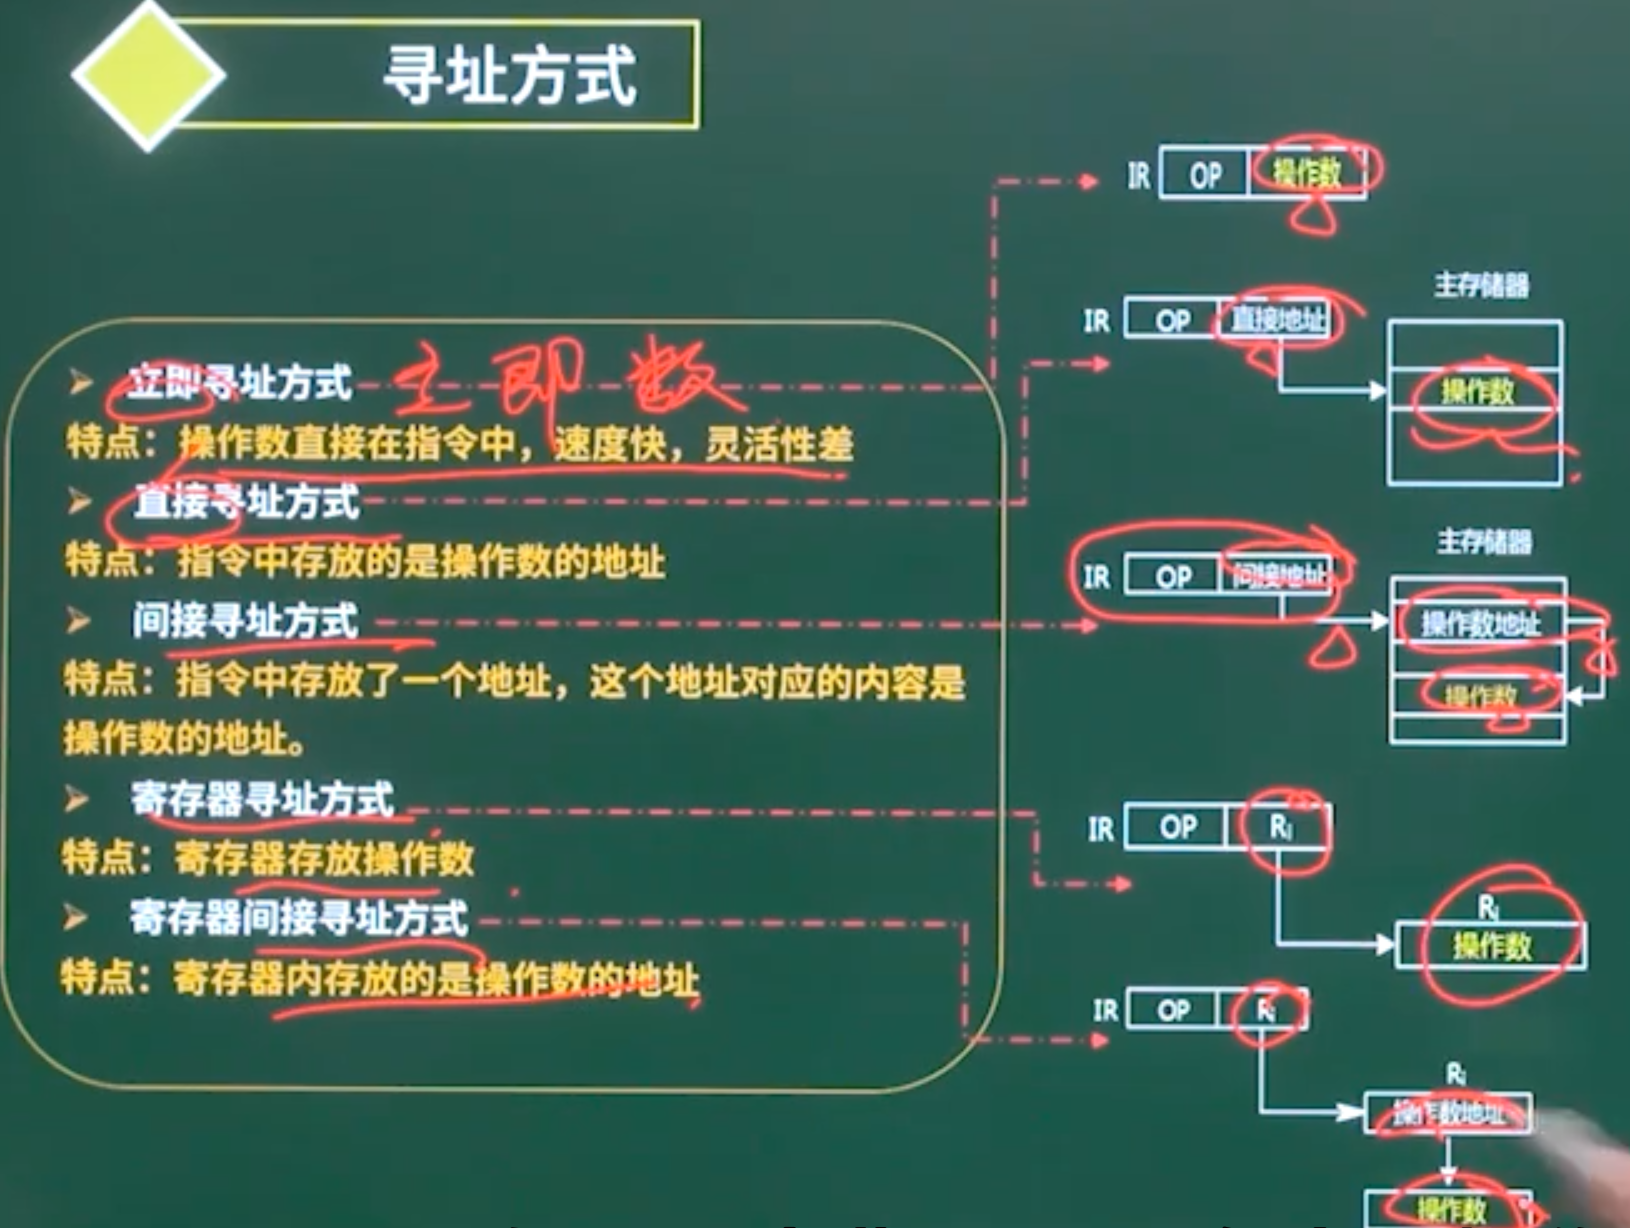 寻址方式
立即寻址方式 立即数
特点：操作数直接在指令中，速度快，灵活性差
直接寻址方式
特点：指令中存放的是操作数的地址
间接寻址方式
特点：指令中存放了一个地址，这个地址对应的内容是
操作数的地址。
寄存器寻址方式
特点：寄存器存放操作数
寄存器间接寻址方式
特点：寄存器内存放的是操作数的地址
IR OP 操作数
主存储器
IR OP 直接地址
操作数
主存储器
IR OP 间接地址
操作数地址
操作数
IR OP Ri
Ri
操作数
IR OP Ri
Ri
操作数地址
操作数